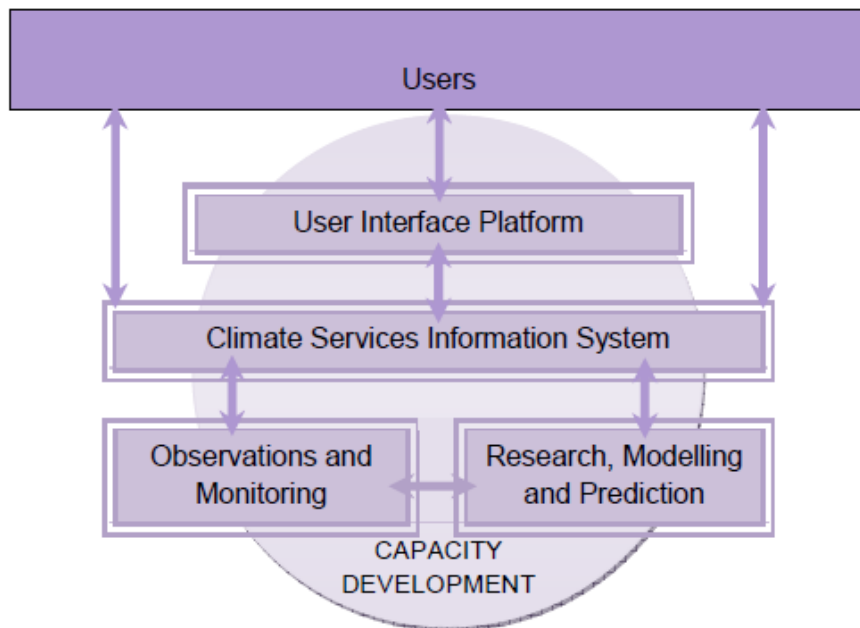 Users
User Interface Platform
Climate Services Information System
Observations and
Monitoring
Research, Modelling
and Prediction
CAPACITY
DEVELOPMENT